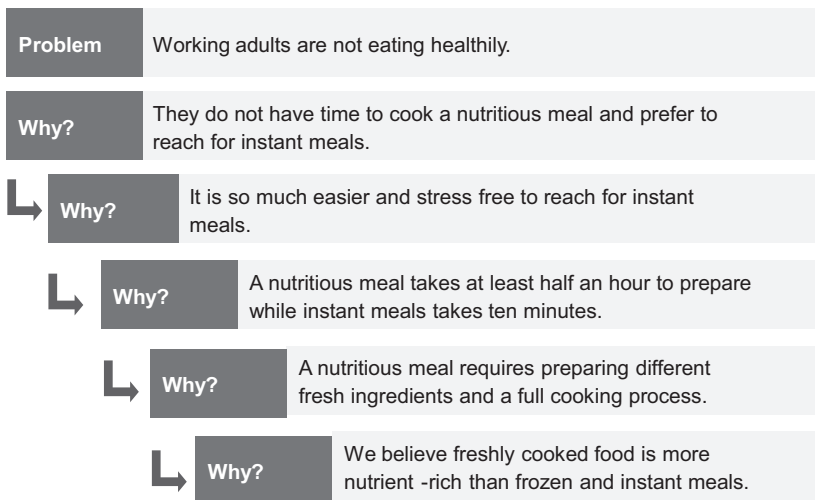 Problem
Working adults are not eating healthily.
Why?
They do not have time to cook a nutritious meal and prefer to
reach for instant meals.
Why?
It is so much easier and stress free to reach for instant
meals.
Why?
A nutritious meal takes at least half an hour to prepare
while instant meals takes ten minutes.
Why?
A nutritious meal requires preparing different
fresh ingredients and a full cooking process.
Why?
We believe freshly cooked food is more
nutrient -rich than frozen and instant meals.